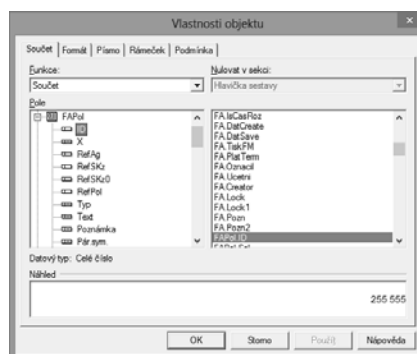 Vlastnosti objektu
Součet Formát Písmo Rámeček Podmínka
Funkce:
Součet
Nulovat v sekci:
Hlavička sestavy
Pole
FAPol
ID
X
RefAg
RefSKz
RefSKz0
RefPol
Typ
Text
Poznámka
Pár.sym.
FA.IsCasRoz
FA.DatCreate
FA.DatSave
FA.TiskFM
FA.PlatTerm
FA.Oznacil
FA.Ucetni
FA.Creator
FA.Lock
FA.Lock1
FA.Pozn
FA.Pozn2
FAPol.ID
Datový typ: Celé číslo
Náhled
255 555
OK Storno Použít Nápověda